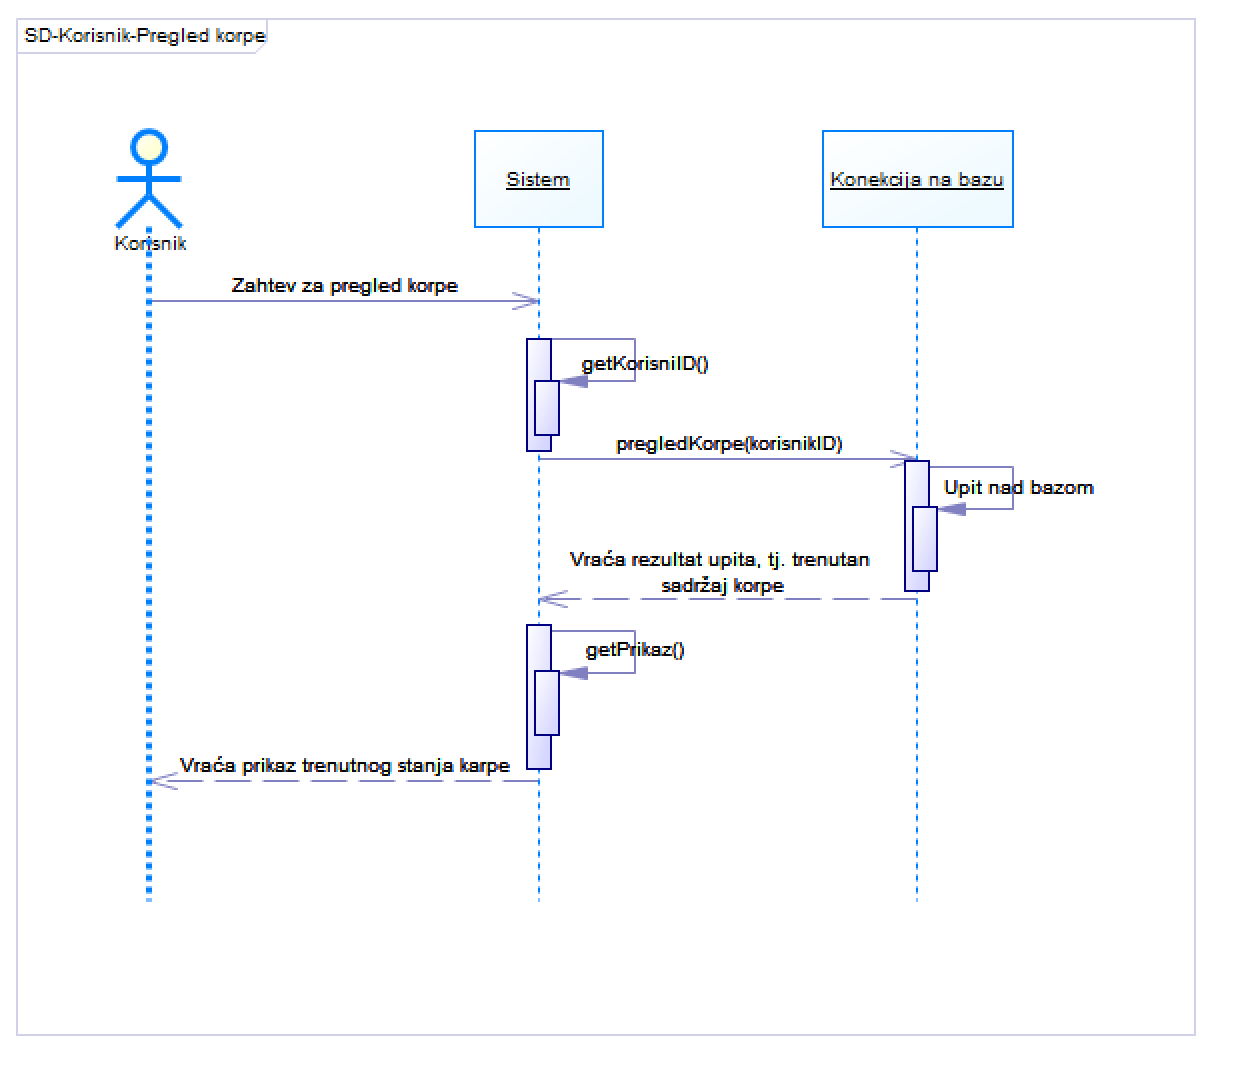 SD-Korisnik-Pregled korpe
Korisnik
Sistem
Konekcija na bazu
Zahtev za pregled korpe
getKorisniID()
pregledKorpe(korisnikID)
Upit nad bazom
Vraća rezultat upita, tj. trenutan
sadržaj korpe
getPrikaz()
Vraća prikaz trenutnog stanja karpe